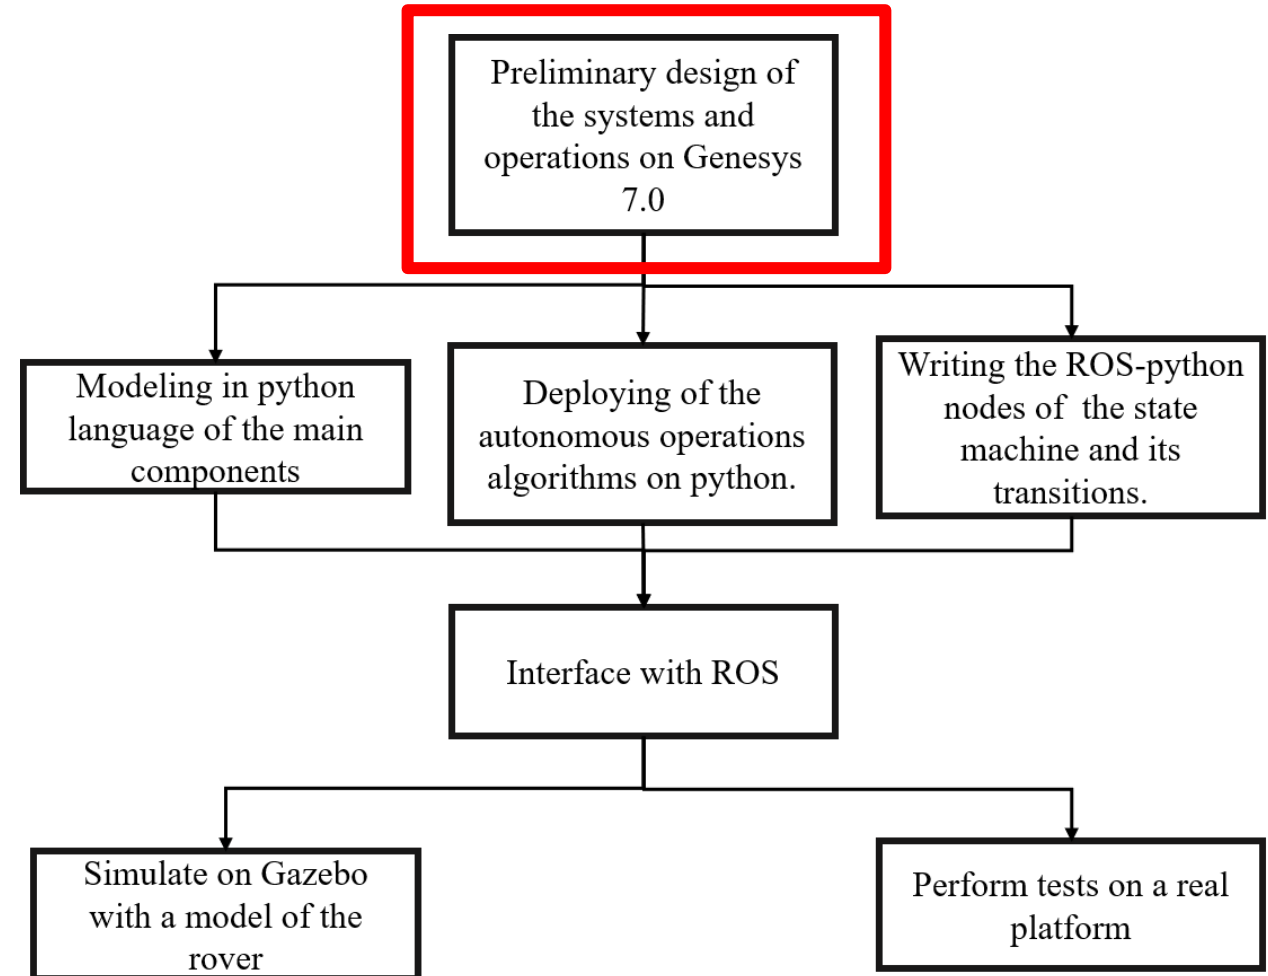 Preliminary design of
the systems and
operations on Genesys
7.0
Modeling in python
language of the main
components
Deploying of the
autonomous operations
algorithms on python.
Writing the ROS-python
nodes of  the state
machine and its
transitions.
Interface with ROS
Simulate on Gazebo
with a model of the
rover
Perform tests on a real
platform